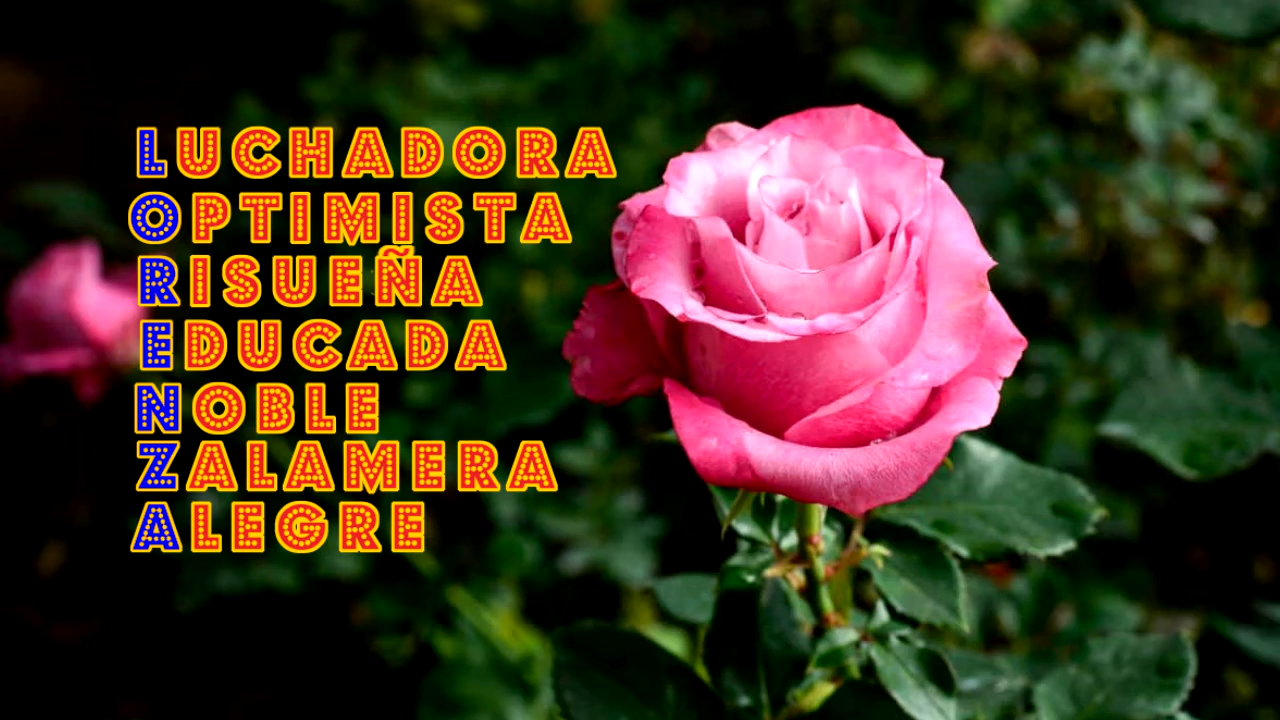 LUCHADORA
OPTIMISTA
RISUEÑA
EDUCADA
NOBLE
ZALAMERA
ALEGRE